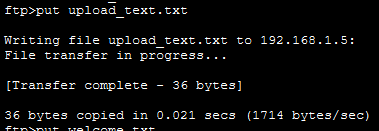 ftp>put upload_text.txt
Writing file upload_text.txt to 192.168.1.5:
File transfer in progress...
[Transfer complete - 36 bytes]
36 bytes copied in 0.021 secs (1714 bytes/sec)
ftp>put welcome.txt